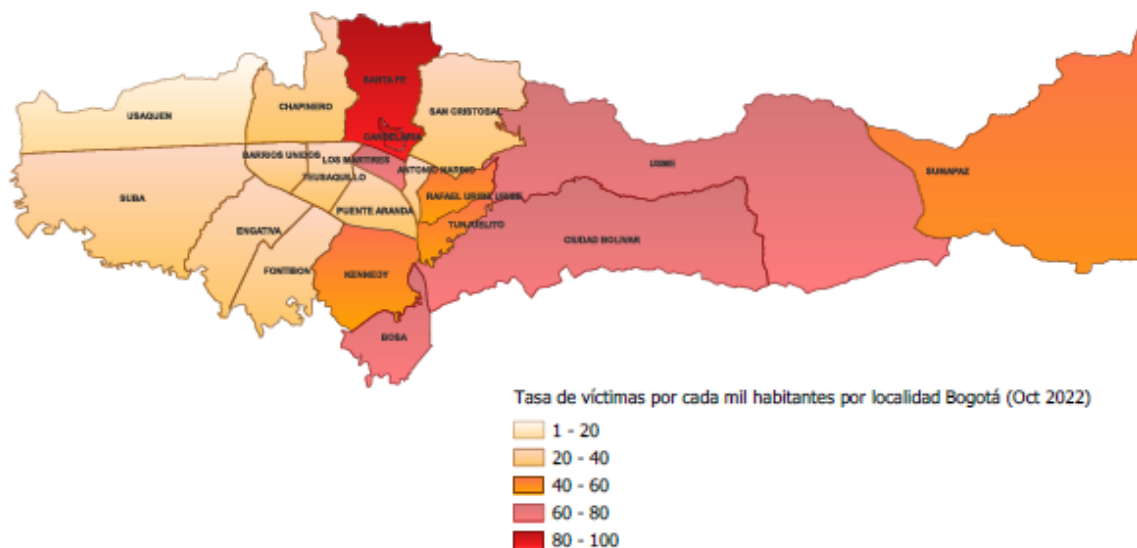 SANTA FE
CHAPINERO
USAQUEN
SAN CRISTOBAL
CANDELARIA
BARRIOS UNIDOS
LOS MARTIRES
ANTONIO NARIÑO
USME
SUMAPAZ
TEUSAQUILLO
SUBA
RAFAEL URIBE URIBE
PUENTE ARANDA
TUNJUELITO
ENGATIVA
CIUDAD BOLIVAR
FONTIBON
KENNEDY
BOSA
Tasa de víctimas por cada mil habitantes por localidad Bogotá (Oct 2022)
1 - 20
20 - 40
40 - 60
60 - 80
80 - 100